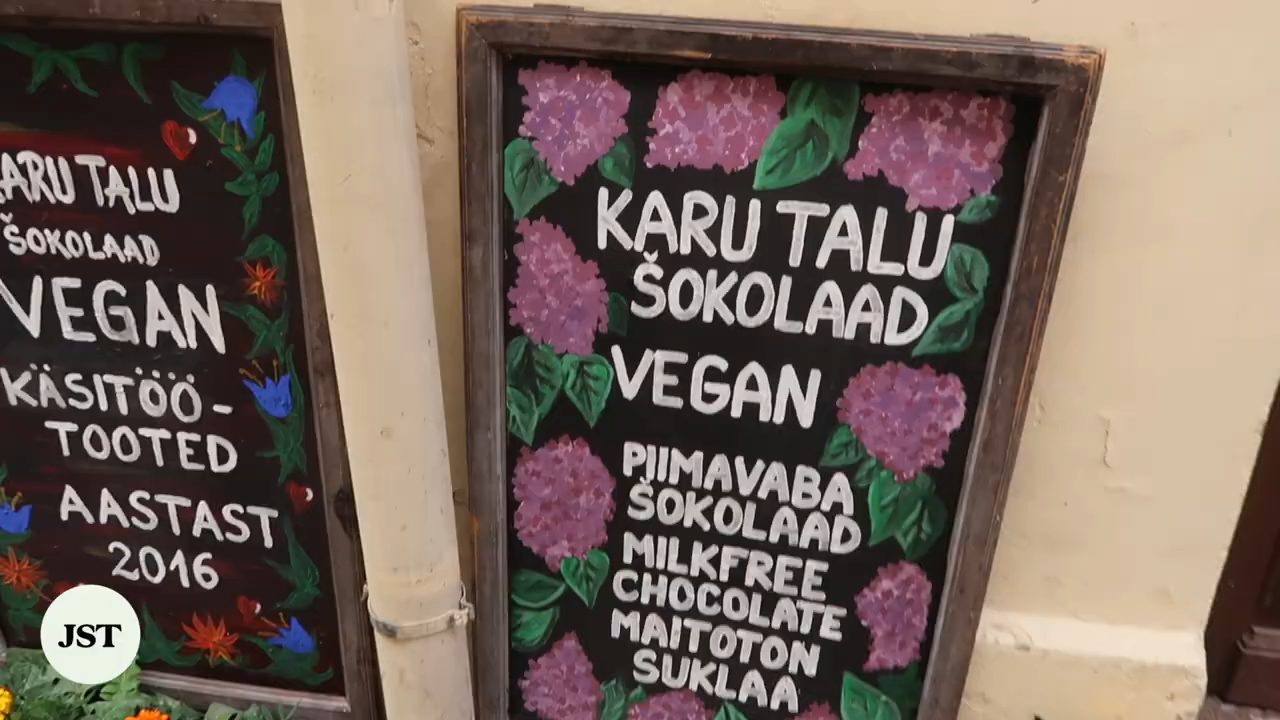 KARU TALU
ŠOKOLAAD
VEGAN
KÄSITÖÖ-
TOOTED
AASTAST
2016
JST
KARU TALU
ŠOKOLAAD
VEGAN
PIIMAVABA
ŠOKOLAAD
MILKFREE
CHOCOLATE
MAITOTON
SUKLAA